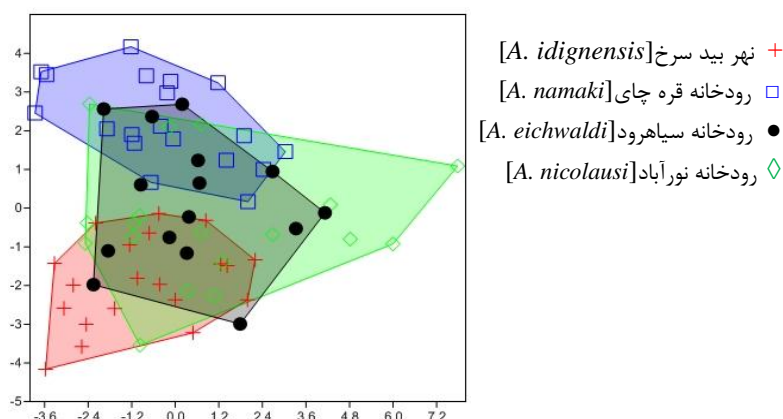 4
3
2
1
0
-1
-2
-3
-4
-5
-3.6 -2.4 -1.2 0.0 1.2 2.4 3.6 4.8 6.0 7.2
نهر بید سرخ[A. idignensis]
رودخانه قره چای[A. namaki]
رودخانه سیاهرود[A. eichwaldi]
رودخانه نورآباد[A. nicolausi]